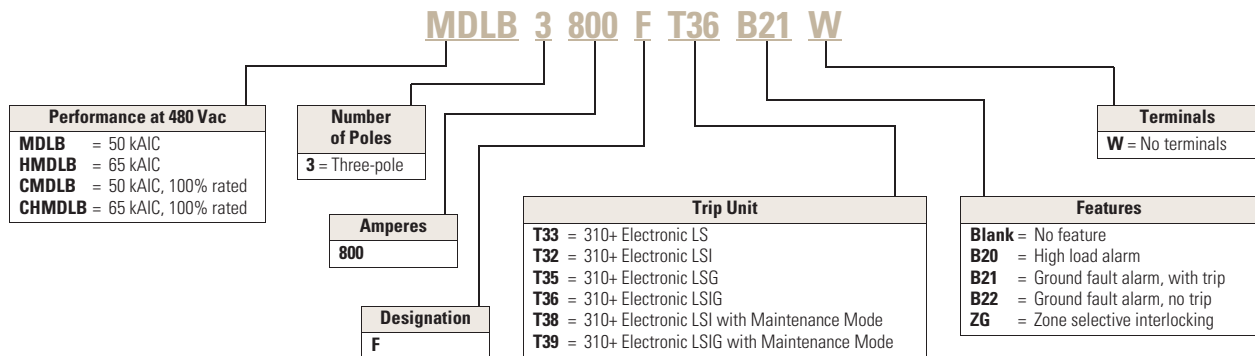 MDLB 3 800 F T36 B21 W
Performance at 480 Vac
MDLB = 50 kAIC
HMDLB = 65 kAIC
CMDLB = 50 kAIC, 100% rated
CHMDLB = 65 kAIC, 100% rated
Number
of Poles
3 = Three-pole
Amperes
800
Designation
F
Trip Unit
T33 = 310+ Electronic LS
T32 = 310+ Electronic LSI
T35 = 310+ Electronic LSG
T36 = 310+ Electronic LSIG
T38 = 310+ Electronic LSI with Maintenance Mode
T39 = 310+ Electronic LSIG with Maintenance Mode
Features
Blank = No feature
B20 = High load alarm
B21 = Ground fault alarm, with trip
B22 = Ground fault alarm, no trip
ZG = Zone selective interlocking
Terminals
W = No terminals